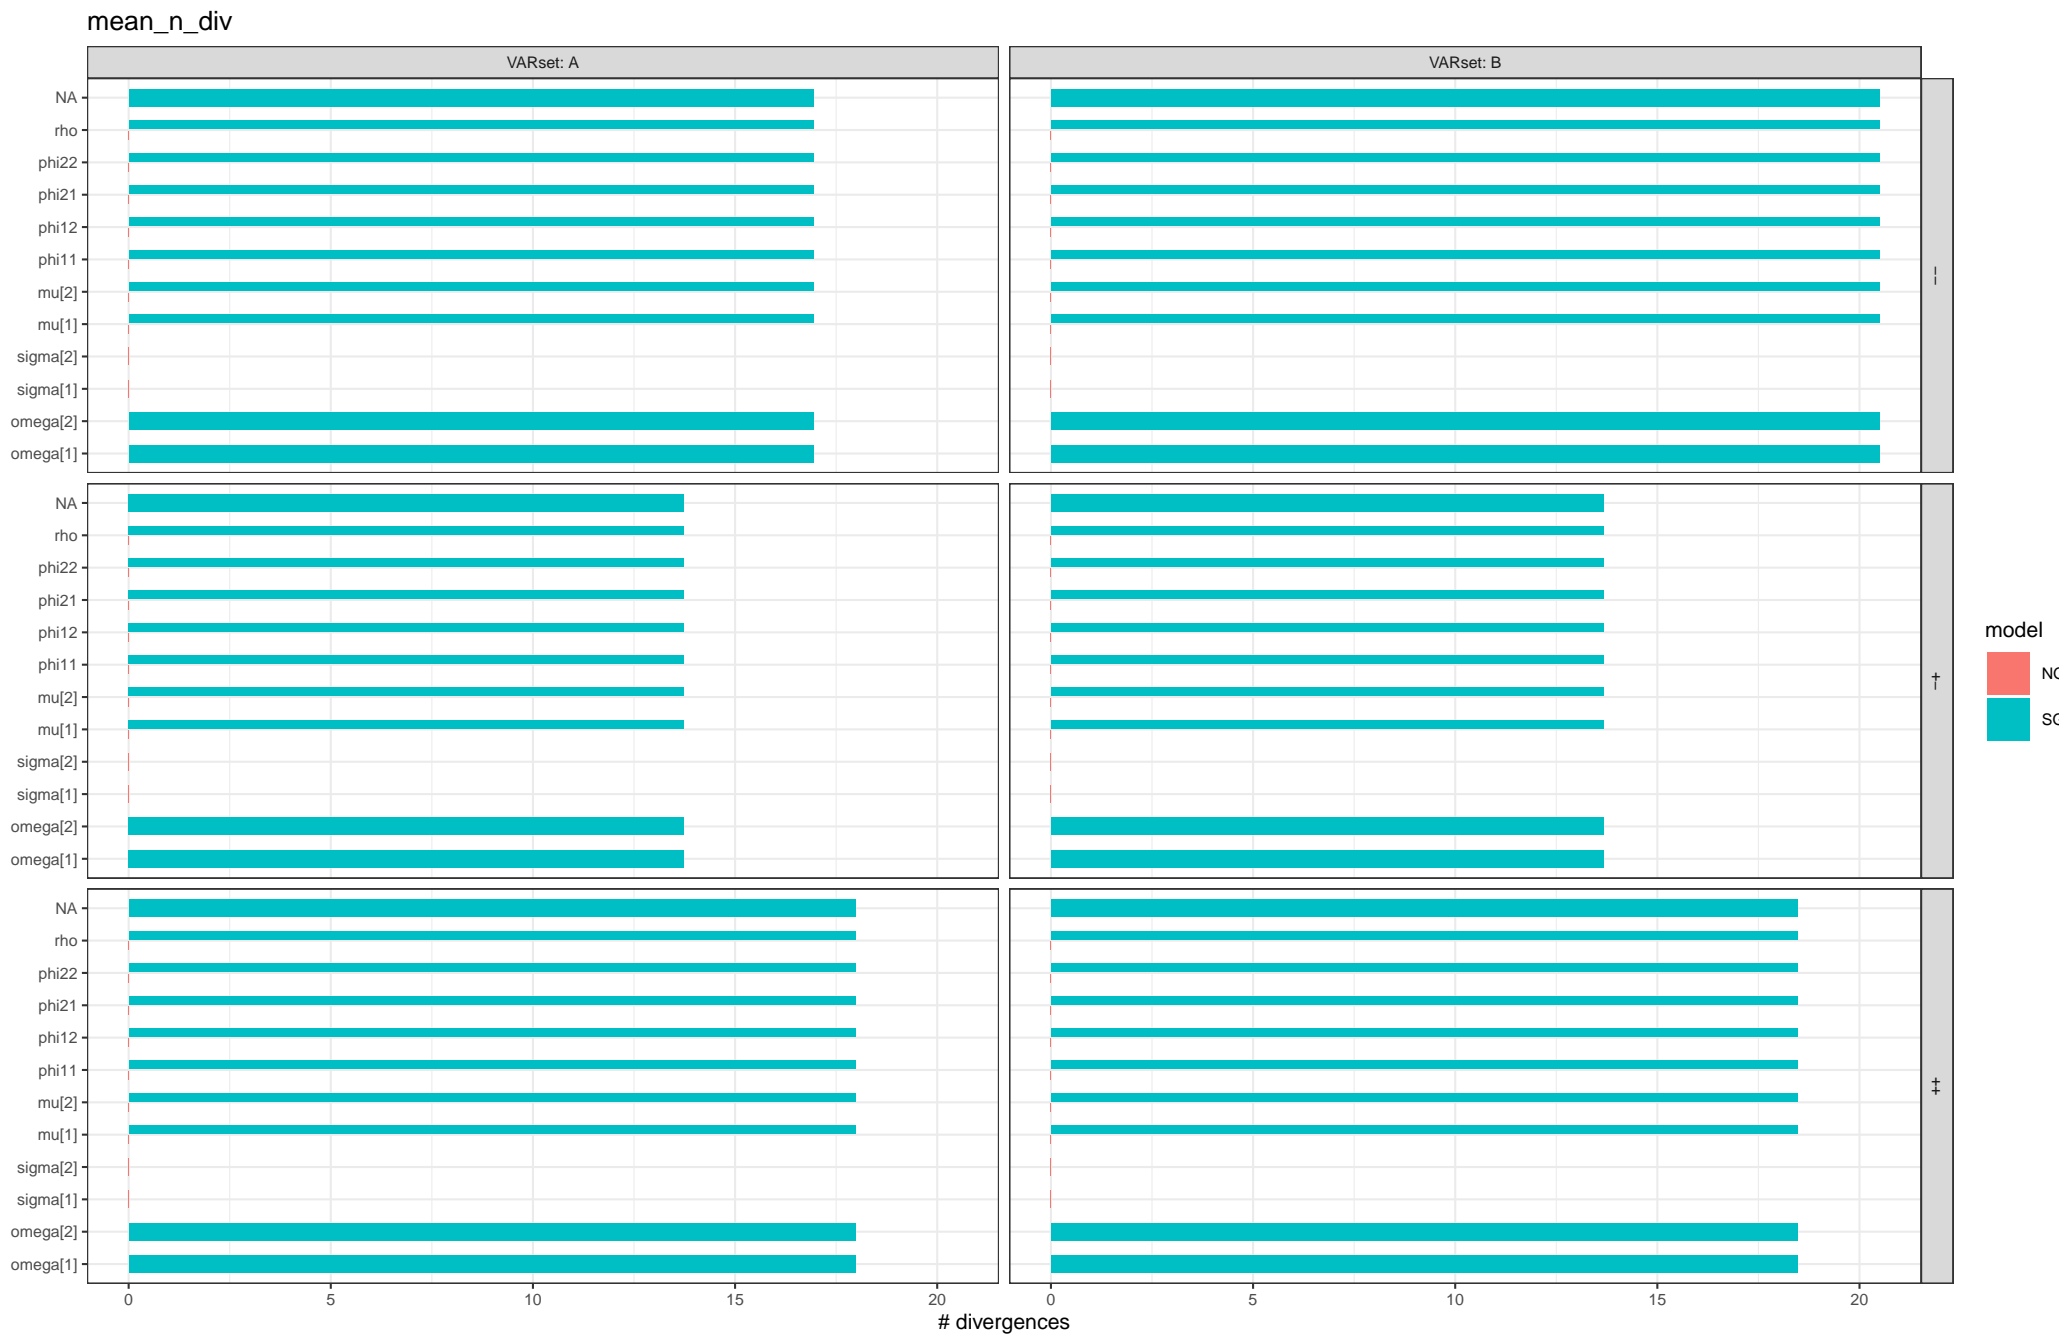 mean_n_div
VARset: A
VARset: B
NA
rho
phi22
phi21
phi12
phi11
mu[2]
mu[1]
sigma[2]
sigma[1]
omega[2]
omega[1]
--
NA
rho
phi22
phi21
phi12
phi11
mu[2]
mu[1]
sigma[2]
sigma[1]
omega[2]
omega[1]
-+
NA
rho
phi22
phi21
phi12
phi11
mu[2]
mu[1]
sigma[2]
sigma[1]
omega[2]
omega[1]
++
0 5 10 15 20
0 5 10 15 20
# divergences
model